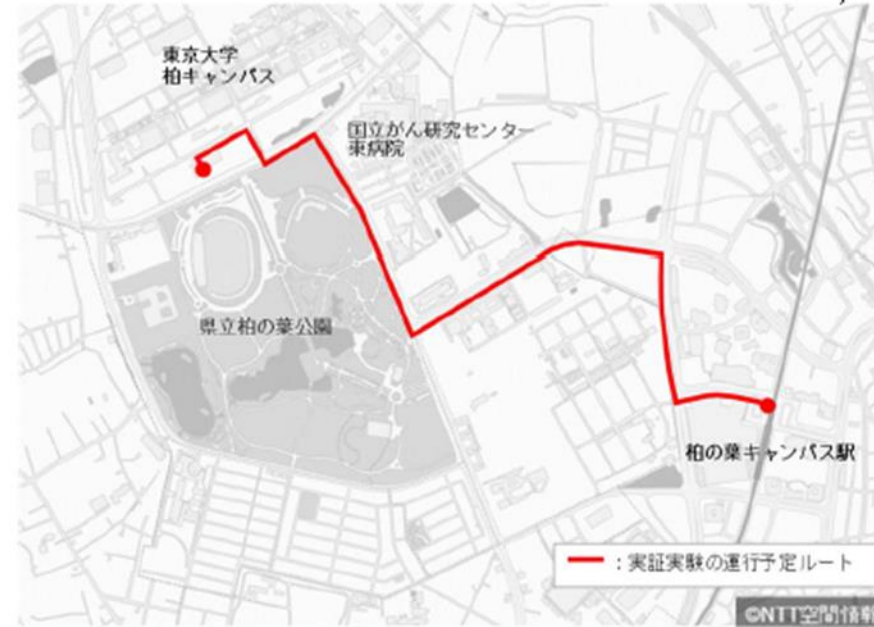 東京大学
柏キャンパス
国立がん研究センター
東病院
県立柏の葉公園
柏の葉キャンパス駅
：実証実験の運行予定ルート
©NTT空間情報